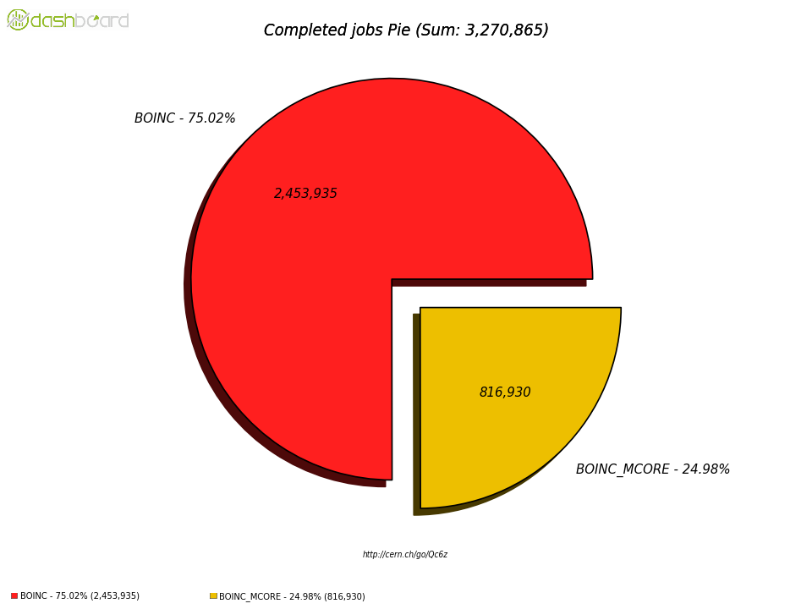 dashboard
Completed jobs Pie (Sum: 3,270,865)
BOINC - 75.02%
2,453,935
816,930
BOINC_MCORE - 24.98%
http://cern.ch/go/Qc6z
BOINC - 75.02% (2,453,935)
BOINC_MCORE - 24.98% (816,930)